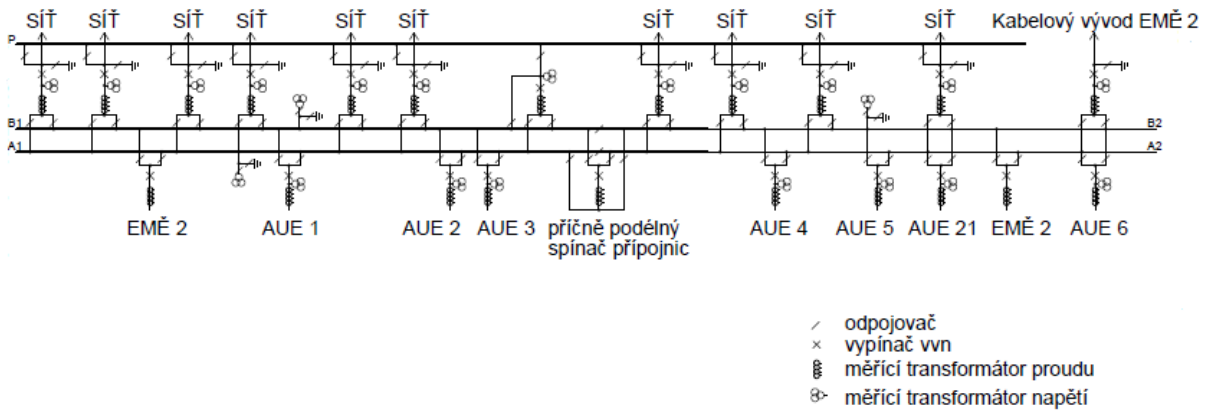 SÍŤ SÍŤ SÍŤ SÍŤ SÍŤ SÍŤ SÍŤ SÍŤ SÍŤ SÍŤ Kabelový vývod EMĚ 2
P
B1 B2
A1 A2
EMĚ 2 AUE 1 AUE 2 AUE 3 příčně podélný AUE 4 AUE 5 AUE 21 EMĚ 2 AUE 6
spínač přípojnic
odpojovač
vypínač vvn
měřící transformátor proudu
měřící transformátor napětí